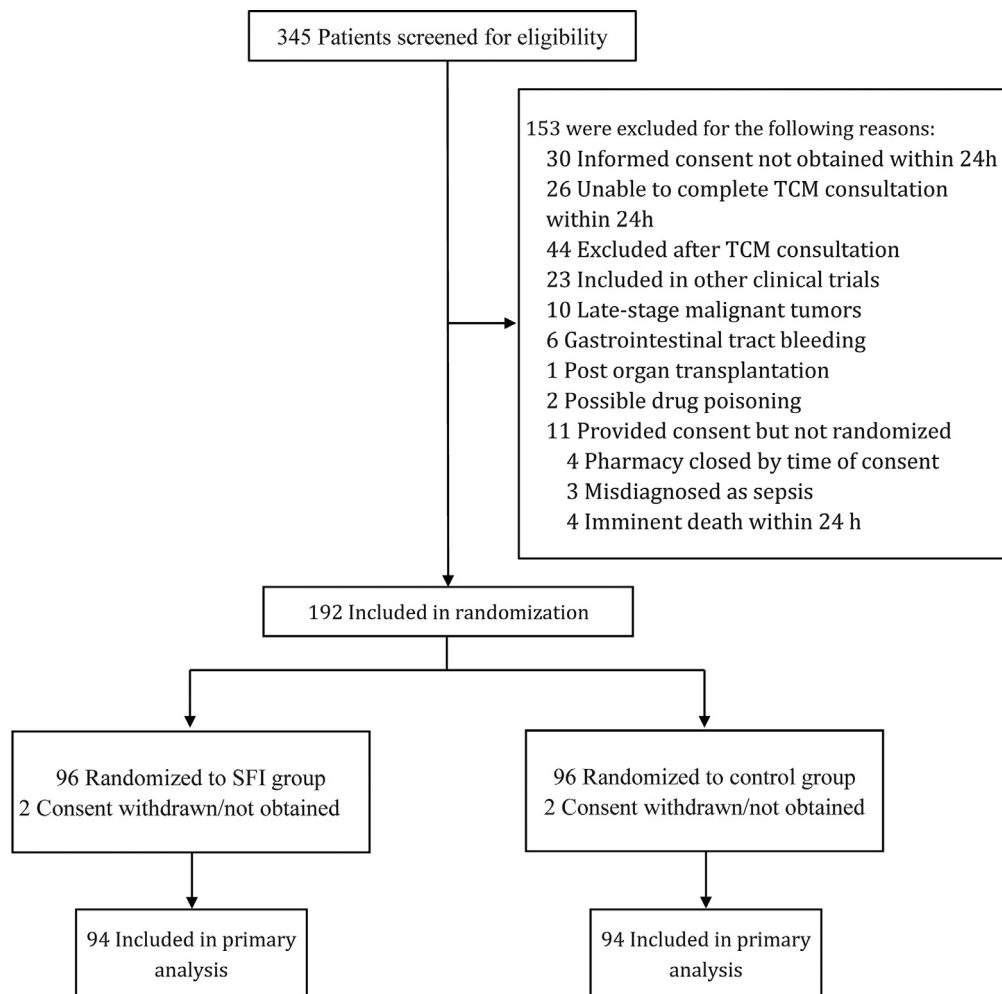 345 Patients screened for eligibility
153 were excluded for the following reasons:
30 Informed consent not obtained within 24h
26 Unable to complete TCM consultation
within 24h
44 Excluded after TCM consultation
23 Included in other clinical trials
10 Late-stage malignant tumors
6 Gastrointestinal tract bleeding
1 Post organ transplantation
2 Possible drug poisoning
11 Provided consent but not randomized
4 Pharmacy closed by time of consent
3 Misdiagnosed as sepsis
4 Imminent death within 24 h
192 Included in randomization
96 Randomized to SFI group
2 Consent withdrawn/not obtained
96 Randomized to control group
2 Consent withdrawn/not obtained
94 Included in primary
analysis
94 Included in primary
analysis